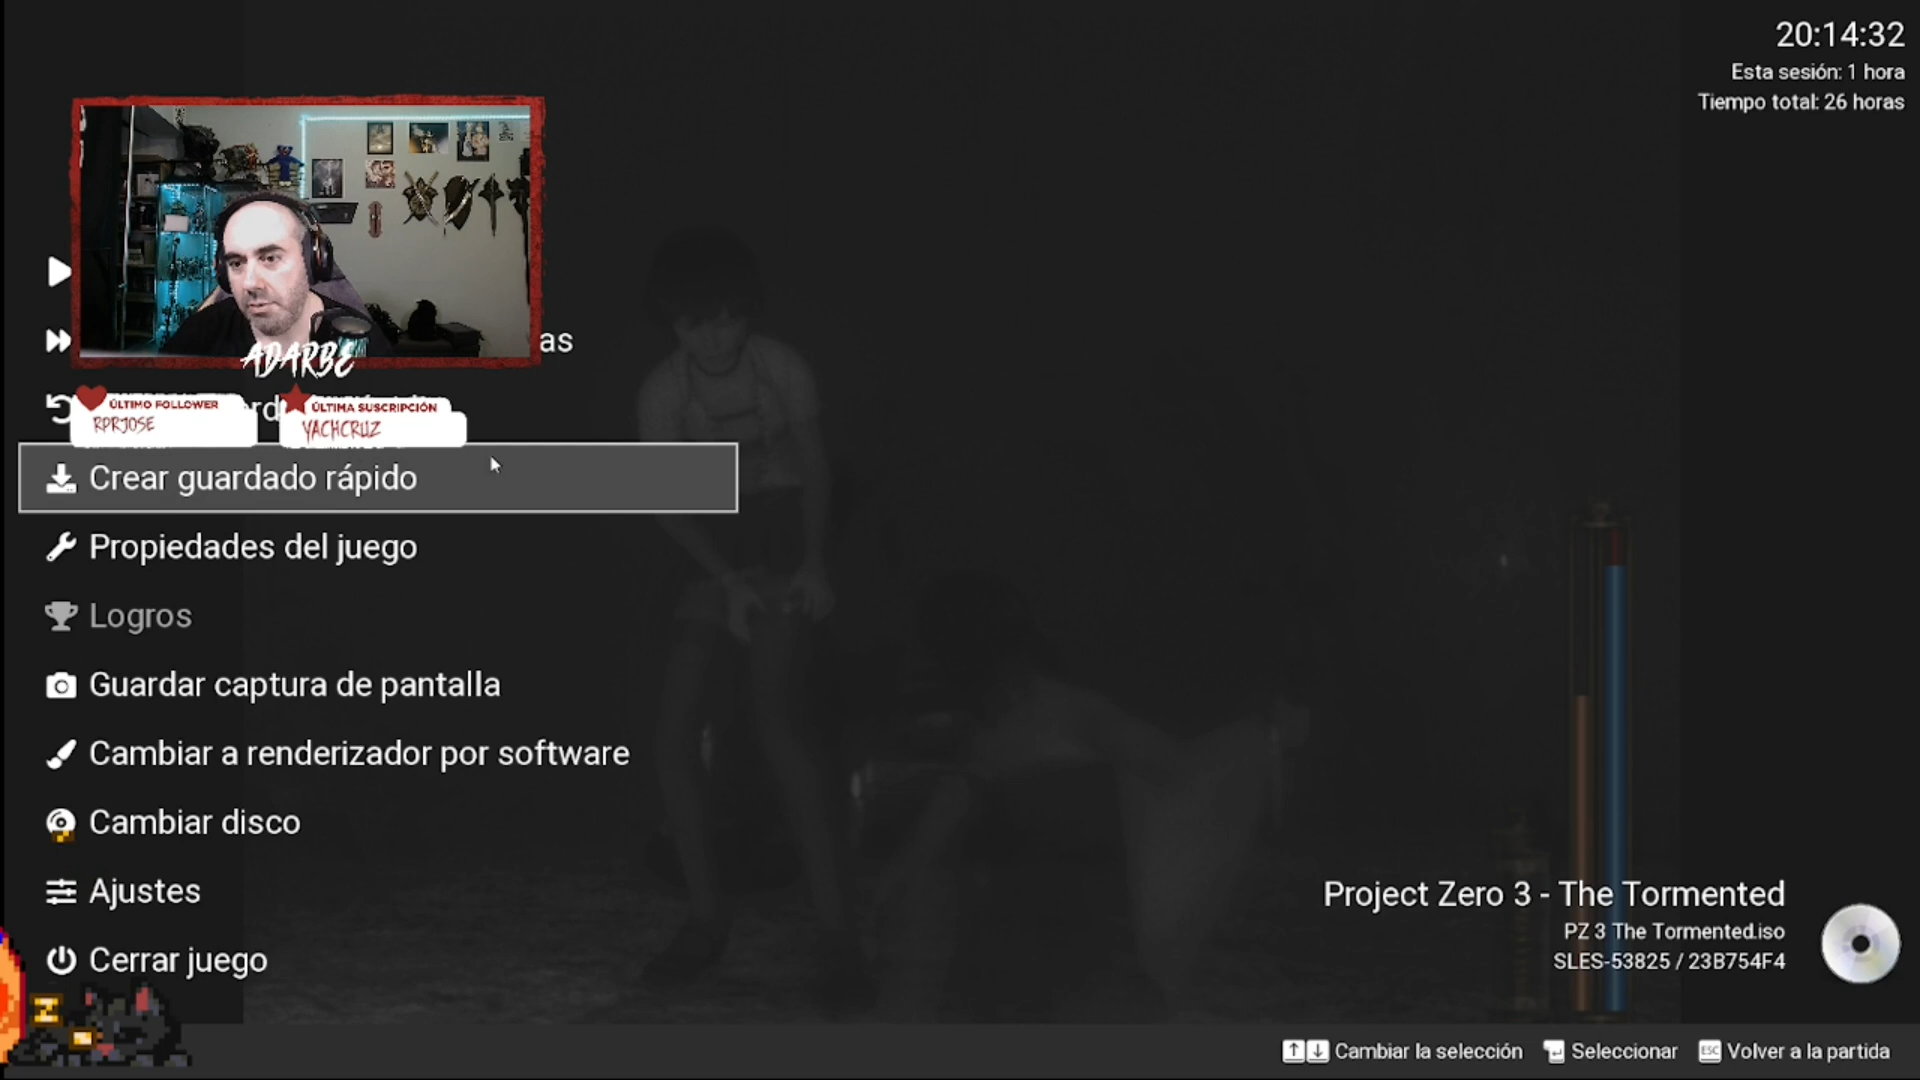 20:14:32
Esta sesión: 1 hora
Tiempo total: 26 horas
as
ADARBE
ÚLTIMO FOLLOWER
RPRJOSE
ÚLTIMA SUSCRIPCIÓN
YACHCRUZ
Crear guardado rápido
Propiedades del juego
Logros
Guardar captura de pantalla
Cambiar a renderizador por software
Cambiar disco
Ajustes
Cerrar juego
Project Zero 3 - The Tormented
PZ 3 The Tormented.iso
SLES-53825 / 23B754F4
Z
Cambiar la selección
Seleccionar
ESC Volver a la partida